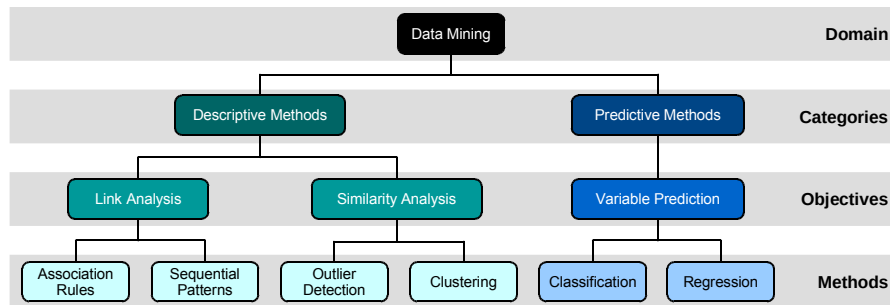 Data Mining
Domain
Descriptive Methods
Predictive Methods
Categories
Link Analysis
Similarity Analysis
Variable Prediction
Objectives
Association
Rules
Sequential
Patterns
Outlier
Detection
Clustering
Classification
Regression
Methods